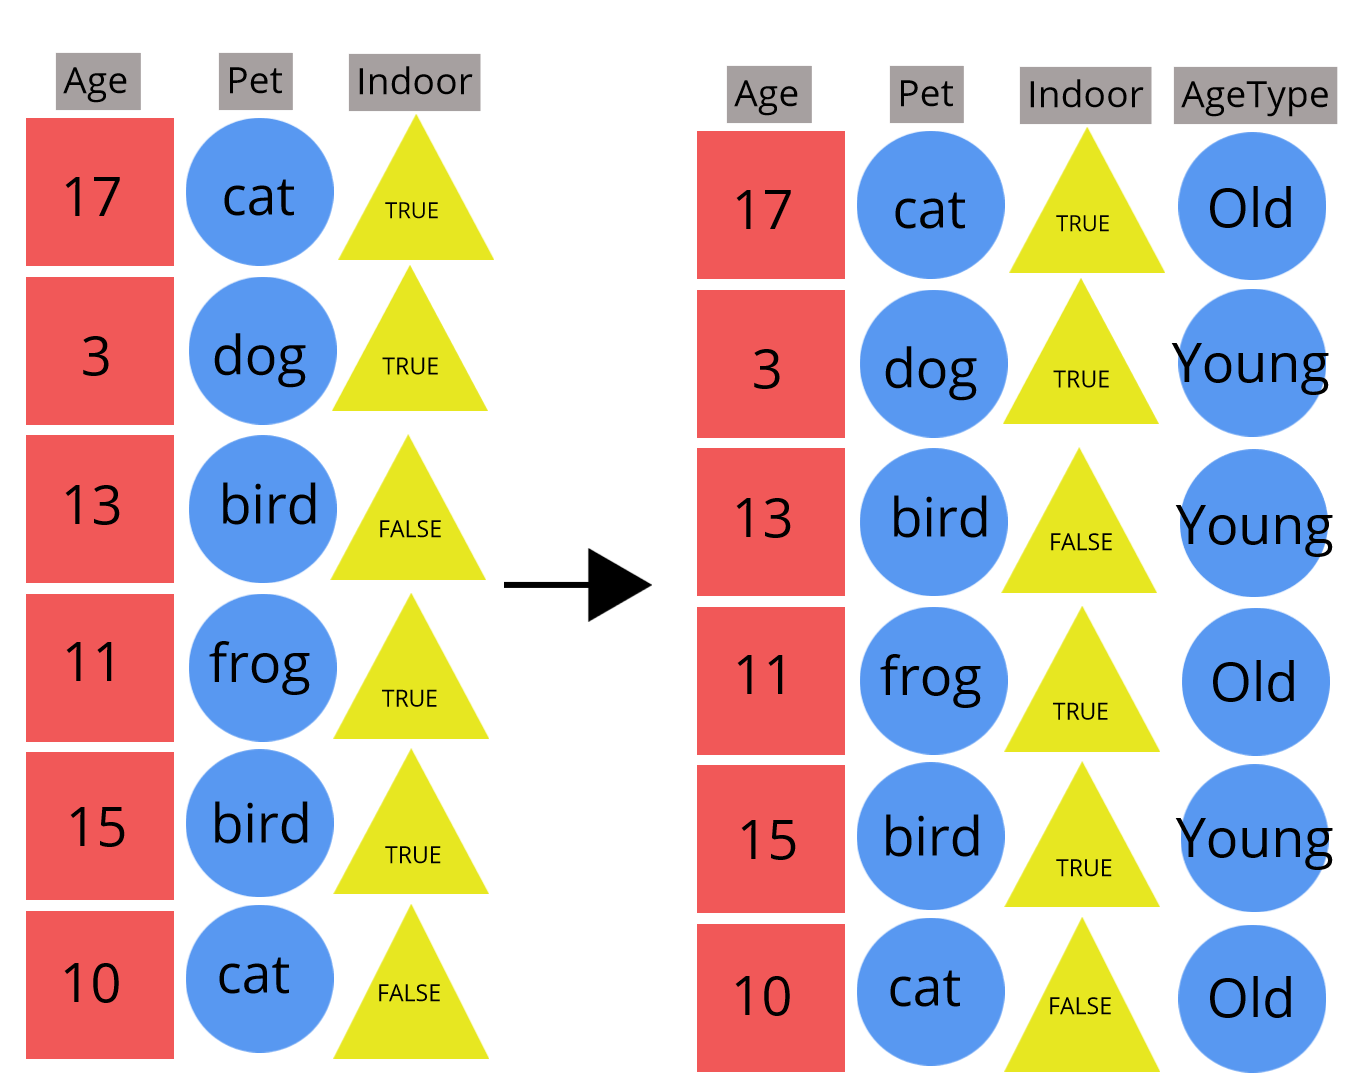 Age Pet Indoor
17 cat TRUE
3 dog TRUE
13 bird FALSE
11 frog TRUE
15 bird TRUE
10 cat FALSE
Age Pet Indoor AgeType
17 cat TRUE Old
3 dog TRUE Young
13 bird FALSE Young
11 frog TRUE Old
15 bird TRUE Young
10 cat FALSE Old